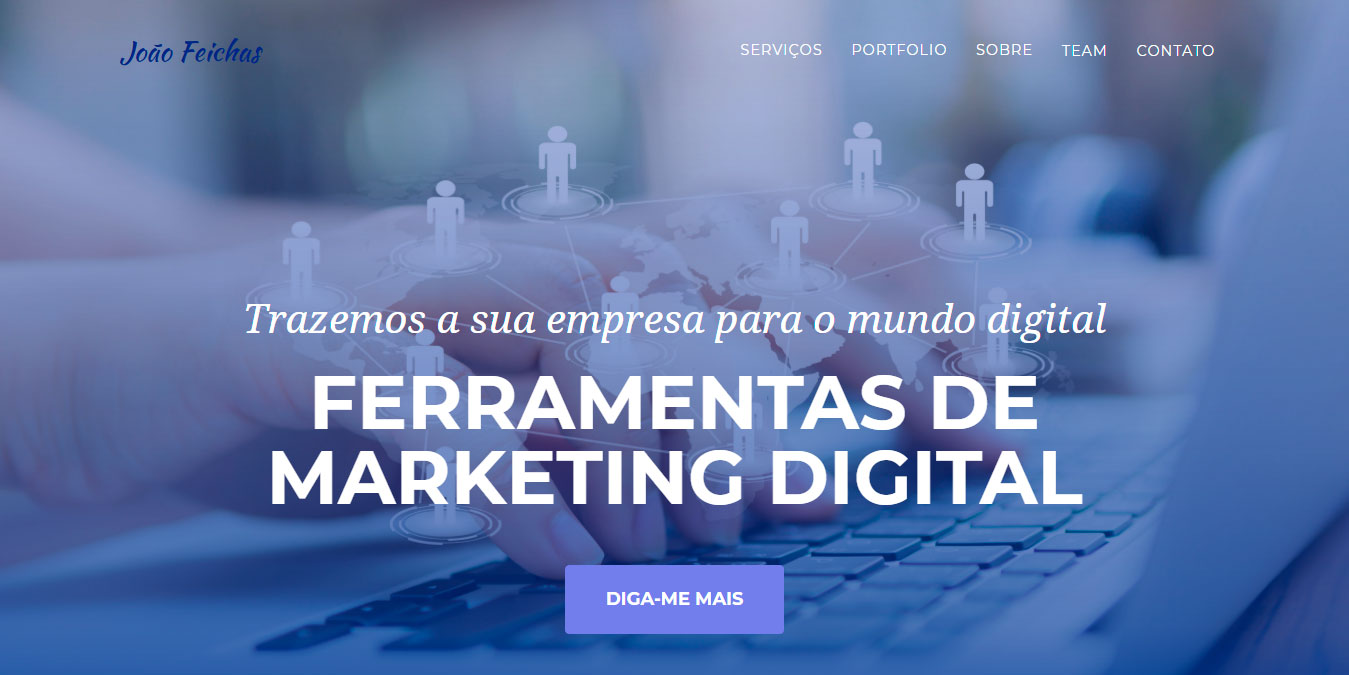 João Feichas
SERVIÇOS PORTFOLIO SOBRE TEAM CONTATO
Trazemos a sua empresa para o mundo digital
FERRAMENTAS DE
MARKETING DIGITAL
DIGA-ME MAIS